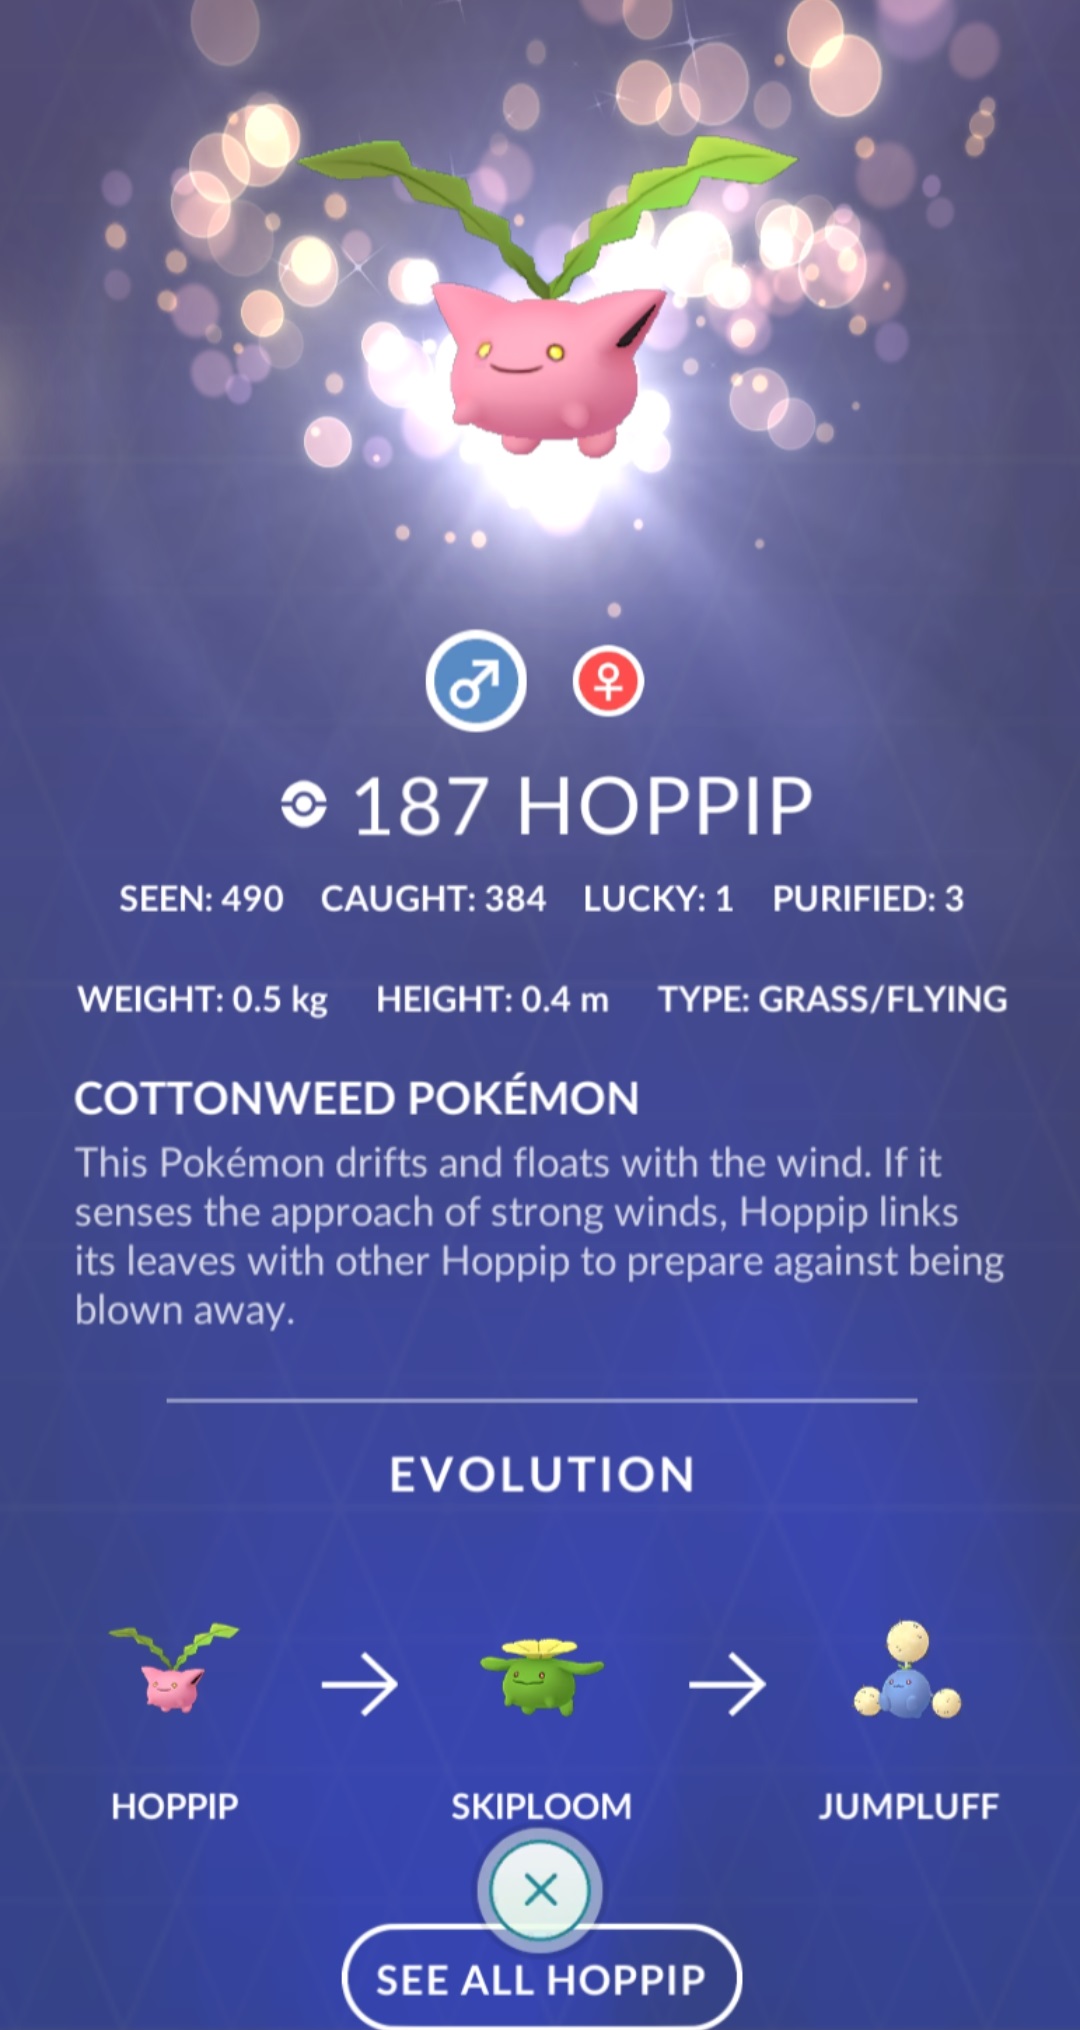 187 HOPPIP
SEEN: 490 CAUGHT: 384 LUCKY: 1 PURIFIED: 3
WEIGHT: 0.5 kg HEIGHT: 0.4 m TYPE: GRASS/FLYING
COTTONWEED POKÉMON
This Pokémon drifts and floats with the wind. If it
senses the approach of strong winds, Hoppip links
its leaves with other Hoppip to prepare against being
blown away.
EVOLUTION
HOPPIP SKIPLOOM JUMPLUFF
SEE ALL HOPPIP